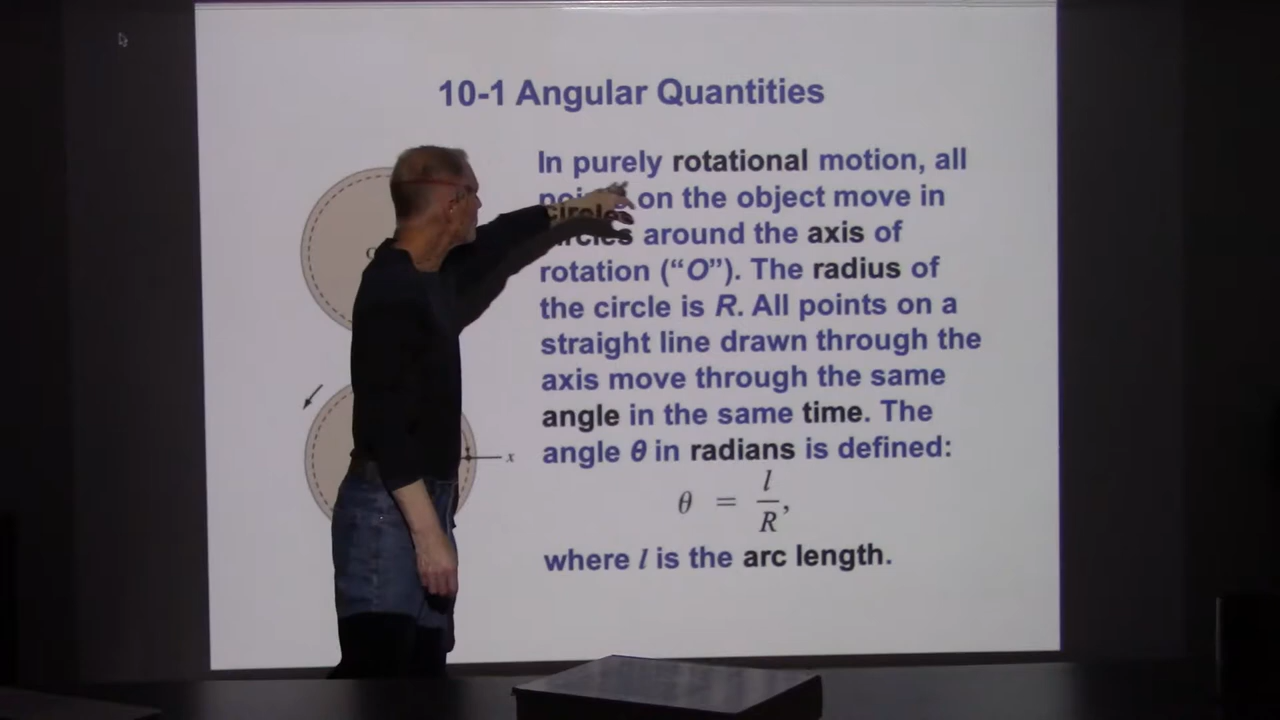 10-1 Angular Quantities
In purely rotational motion, all
on the object move in
circles around the axis of
rotation (“O”). The radius of
the circle is R. All points on a
straight line drawn through the
axis move through the same
angle in the same time. The
angle θ in radians is defined:
θ = l/R,
where l is the arc length.
x